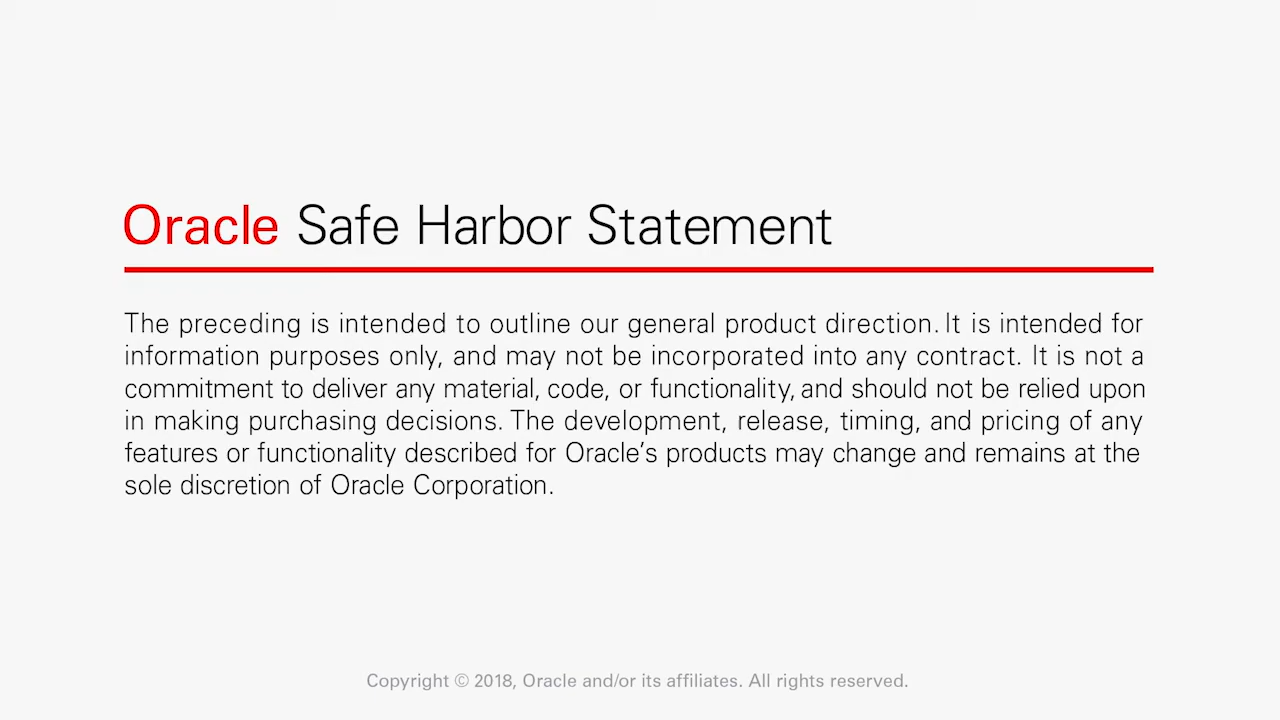 Oracle Safe Harbor Statement
The preceding is intended to outline our general product direction. It is intended for
information purposes only, and may not be incorporated into any contract. It is not a
commitment to deliver any material, code, or functionality, and should not be relied upon
in making purchasing decisions. The development, release, timing, and pricing of any
features or functionality described for Oracle’s products may change and remains at the
sole discretion of Oracle Corporation.
Copyright © 2018, Oracle and/or its affiliates. All rights reserved.